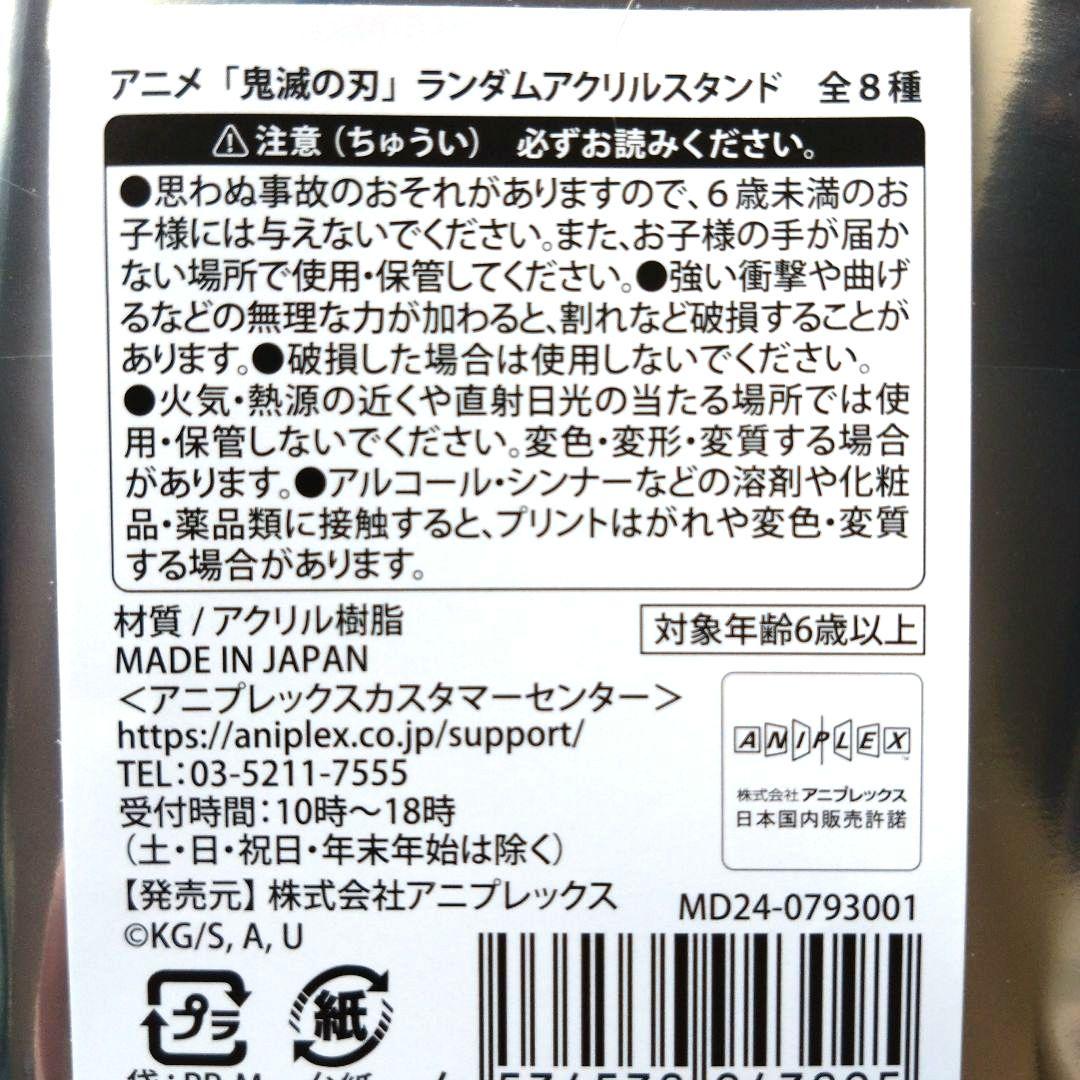 アニメ「鬼滅の刃」ランダムアクリルスタンド 全8種
⚠注意（ちゅうい） 必ずお読みください。
●思わぬ事故のおそれがありますので、6歳未満のお
子様には与えないでください。また、お子様の手が届か
ない場所で使用・保管してください。●強い衝撃や曲げ
るなどの無理な力が加わると、割れなど破損することが
あります。●破損した場合は使用しないでください。
●火気・熱源の近くや直射日光の当たる場所では使
用・保管しないでください。変色・変形・変質する場合
があります。●アルコール・シンナーなどの溶剤や化粧
品・薬品類に接触すると、プリントはがれや変色・変質
する場合があります。
材質 / アクリル樹脂
対象年齢6歳以上
MADE IN JAPAN
＜アニプレックスカスタマーセンター＞
https://aniplex.co.jp/support/
TEL：03-5211-7555
受付時間：10時～18時
（土・日・祝日・年末年始は除く）
【発売元】株式会社アニプレックス
©KG/S, A, U
ANIPLEX
株式会社 アニプレックス
日本国内販売許諾
MD24-0793001
プラ
紙